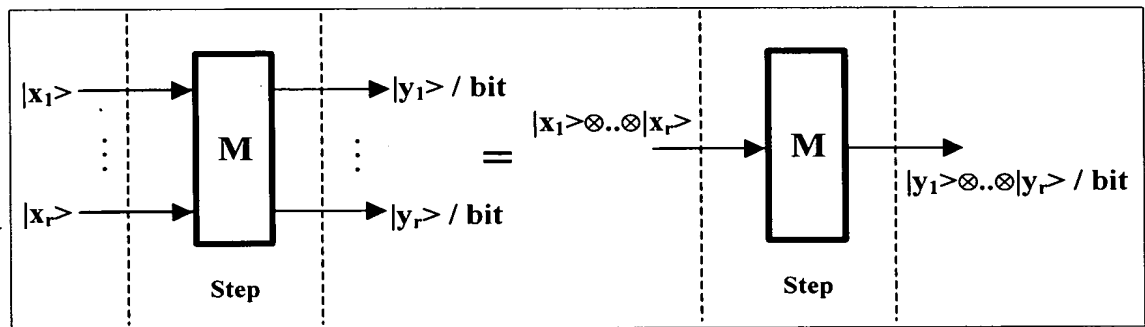 |x₁>
⋮
|xᵣ>
M
Step
|y₁> / bit
⋮
|yᵣ> / bit
=
|x₁>⊗..⊗|xᵣ>
M
Step
|y₁>⊗..⊗|yᵣ> / bit